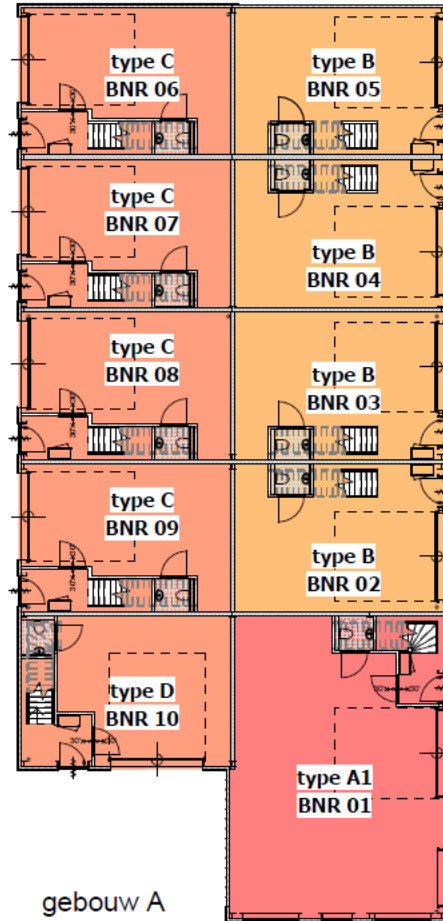 type C
BNR 06
type B
BNR 05
type C
BNR 07
type B
BNR 04
type C
BNR 08
type B
BNR 03
type C
BNR 09
type B
BNR 02
type D
BNR 10
type A1
BNR 01
gebouw A